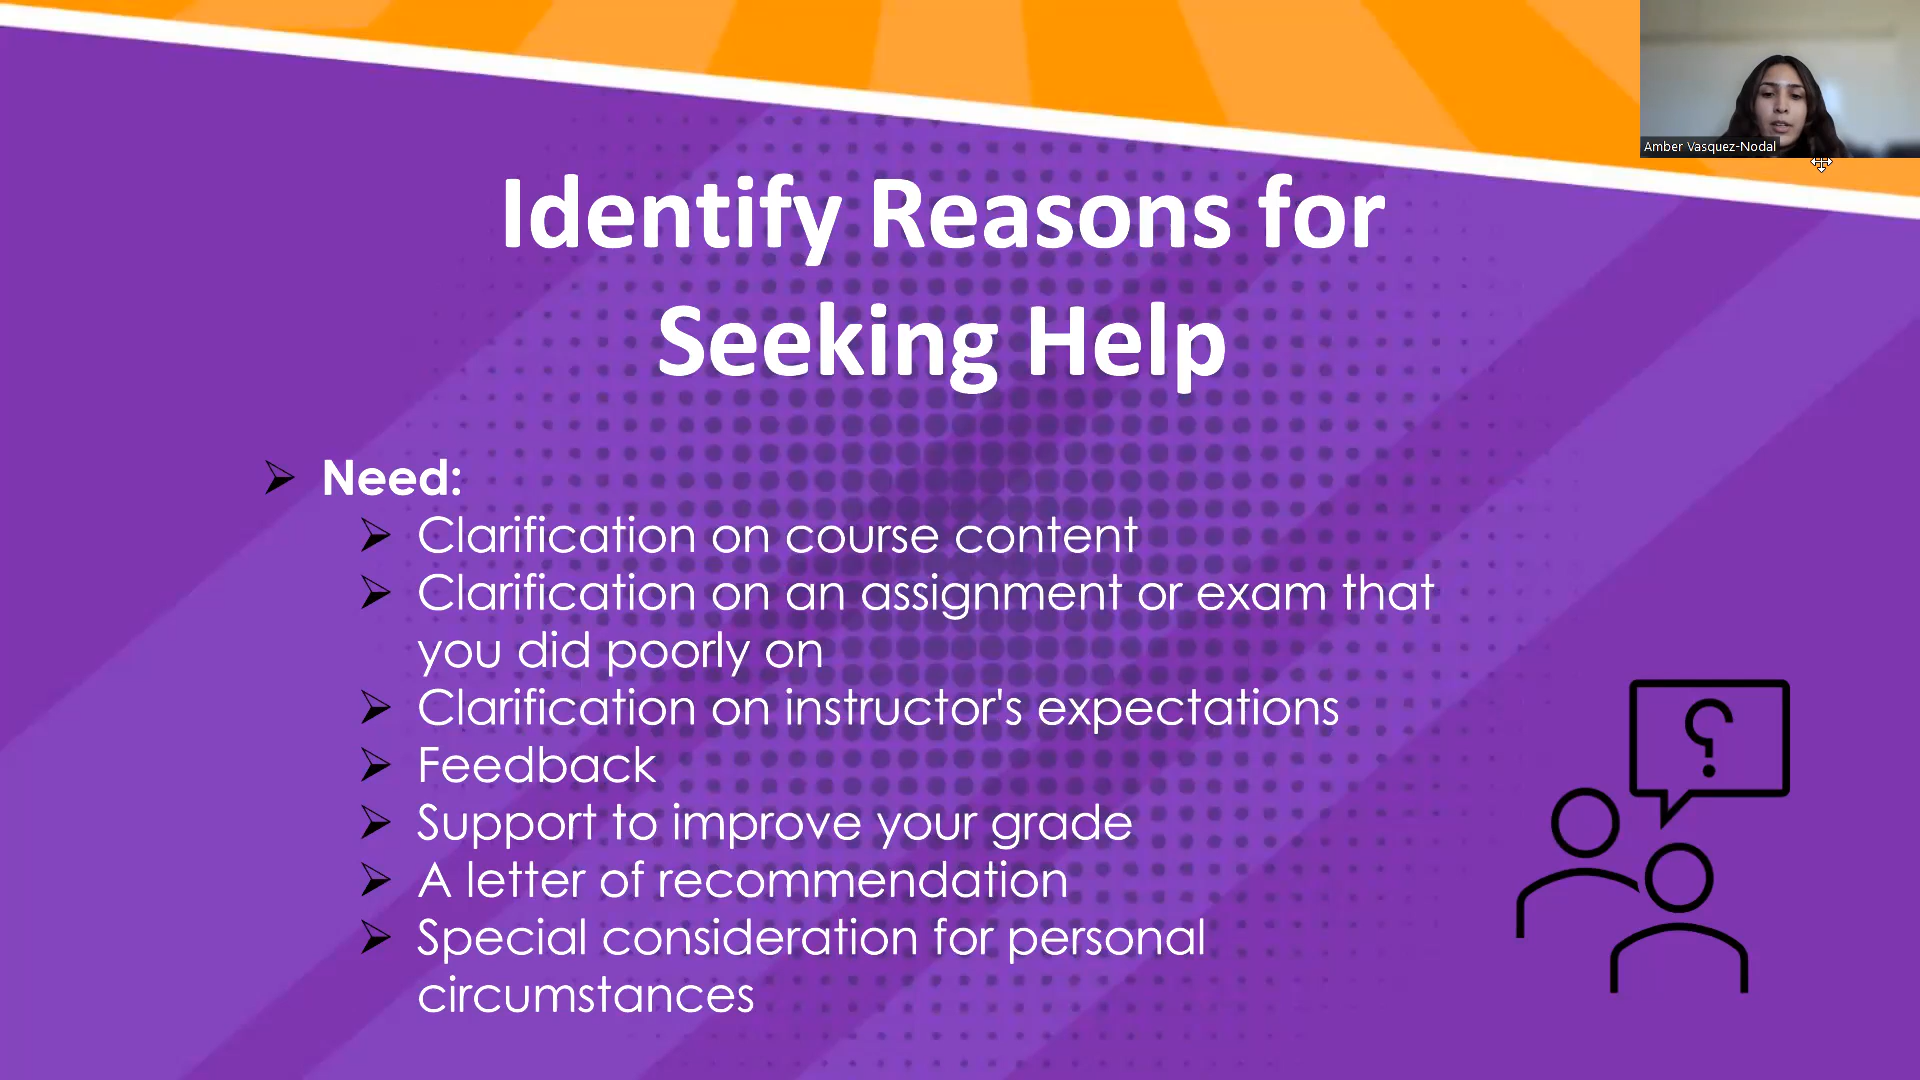 Amber Vasquez-Nodal
Identify Reasons for
Seeking Help
Need:
Clarification on course content
Clarification on an assignment or exam that
you did poorly on
Clarification on instructor's expectations
Feedback
Support to improve your grade
A letter of recommendation
Special consideration for personal
circumstances
?